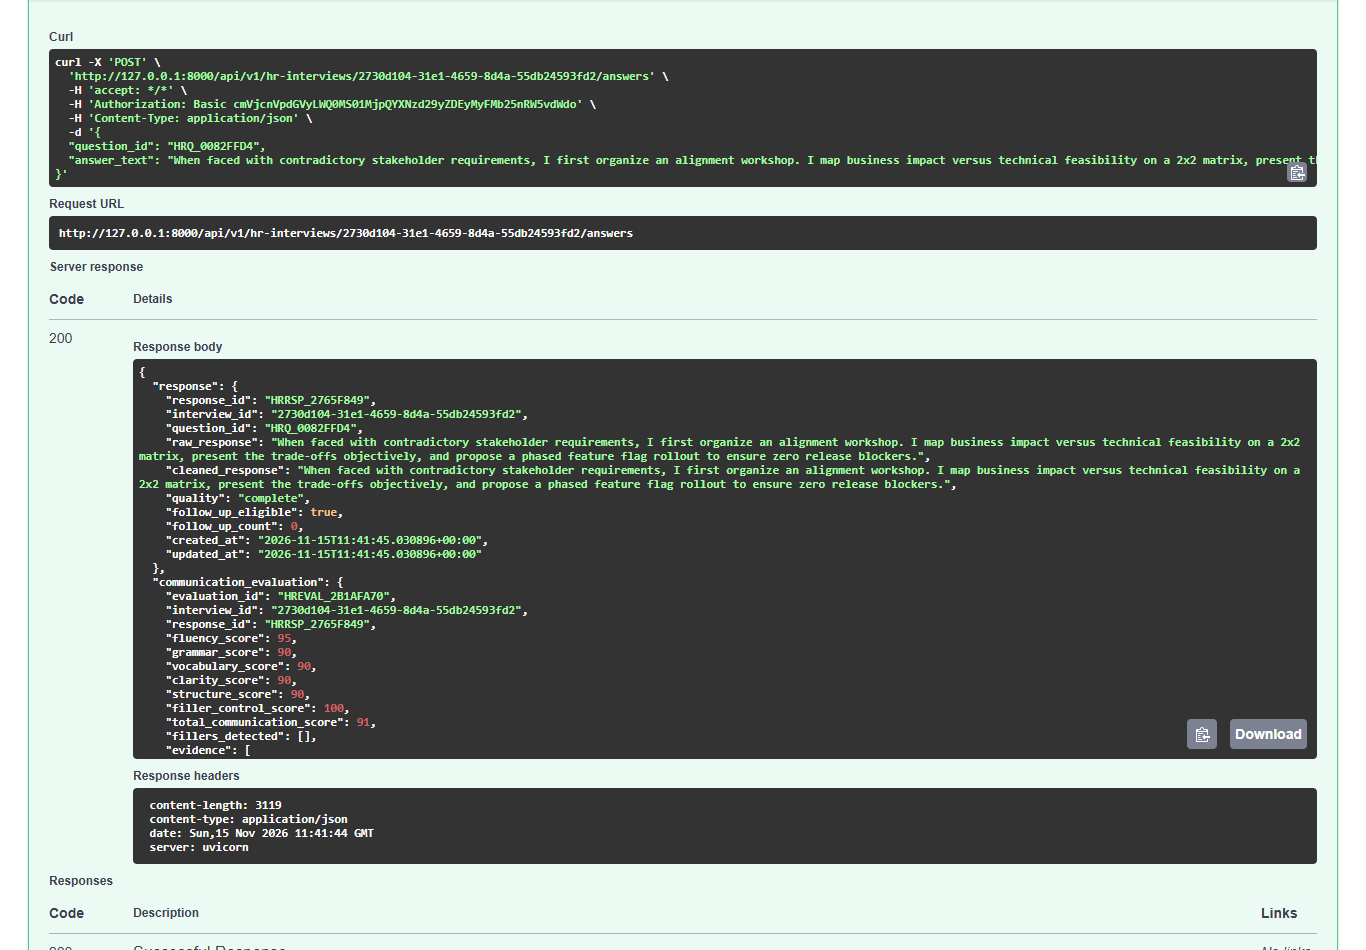 Curl
curl -X 'POST' \
'http://127.0.0.1:8000/api/v1/hr-interviews/2730d104-31e1-4659-8d4a-55db24593fd2/answers' \
-H 'accept: */*' \
-H 'Authorization: Basic cmVjcnVpdGVyLWQ0MS01MjpQYXNzd29yZDEyMyFMb25nRW5vdWdo' \
-H 'Content-Type: application/json' \
-d '{
"question_id": "HRQ_0082FFD4",
"answer_text": "When faced with contradictory stakeholder requirements, I first organize an alignment workshop. I map business impact versus technical feasibility on a 2x2 matrix, present th
}'
Request URL
http://127.0.0.1:8000/api/v1/hr-interviews/2730d104-31e1-4659-8d4a-55db24593fd2/answers
Server response
Code Details
200
Response body
{
"response": {
"response_id": "HRRSP_2765F849",
"interview_id": "2730d104-31e1-4659-8d4a-55db24593fd2",
"question_id": "HRQ_0082FFD4",
"raw_response": "When faced with contradictory stakeholder requirements, I first organize an alignment workshop. I map business impact versus technical feasibility on a 2x2
matrix, present the trade-offs objectively, and propose a phased feature flag rollout to ensure zero release blockers.",
"cleaned_response": "When faced with contradictory stakeholder requirements, I first organize an alignment workshop. I map business impact versus technical feasibility on a
2x2 matrix, present the trade-offs objectively, and propose a phased feature flag rollout to ensure zero release blockers.",
"quality": "complete",
"follow_up_eligible": true,
"follow_up_count": 0,
"created_at": "2026-11-15T11:41:45.030896+00:00",
"updated_at": "2026-11-15T11:41:45.030896+00:00"
},
"communication_evaluation": {
"evaluation_id": "HREVAL_2B1AFA70",
"interview_id": "2730d104-31e1-4659-8d4a-55db24593fd2",
"response_id": "HRRSP_2765F849",
"fluency_score": 95,
"grammar_score": 90,
"vocabulary_score": 90,
"clarity_score": 90,
"structure_score": 90,
"filler_control_score": 100,
"total_communication_score": 91,
"fillers_detected": [],
"evidence": [
Download
Response headers
content-length: 3119
content-type: application/json
date: Sun,15 Nov 2026 11:41:44 GMT
server: uvicorn
Responses
Code Description Links
200 Successful Response No links